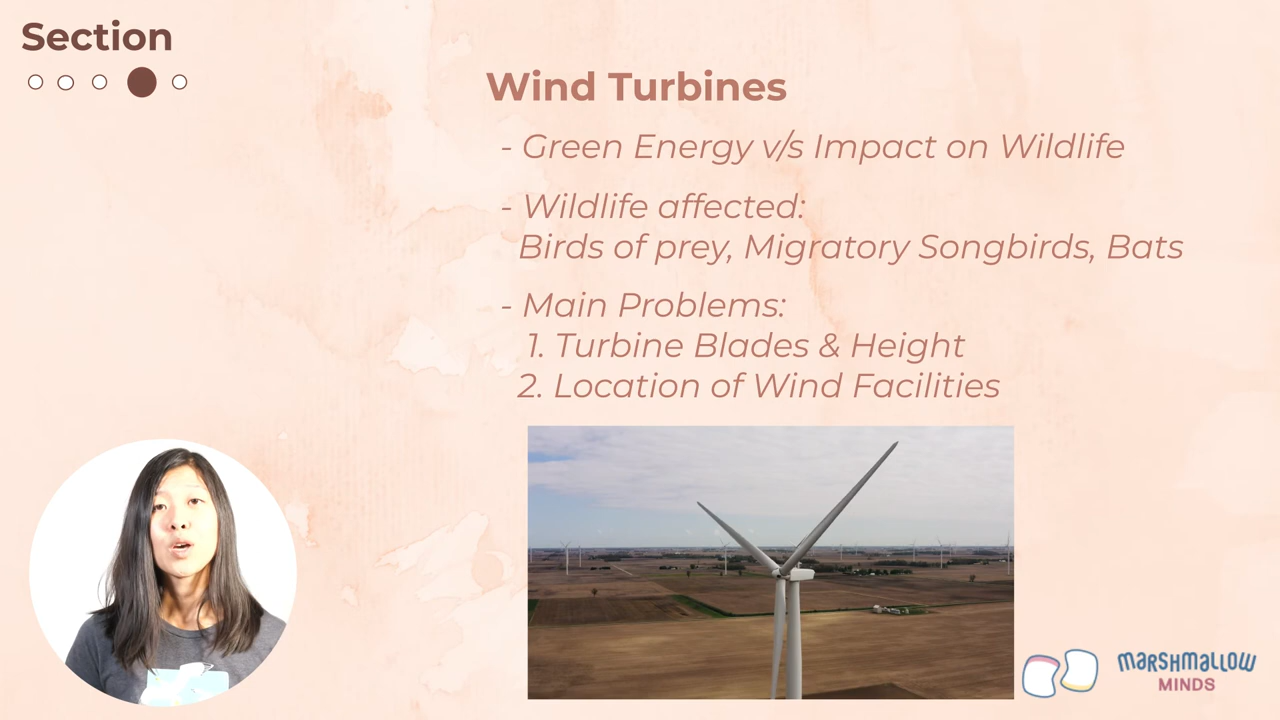 Section
Wind Turbines
- Green Energy v/s Impact on Wildlife
- Wildlife affected:
Birds of prey, Migratory Songbirds, Bats
- Main Problems:
1. Turbine Blades & Height
2. Location of Wind Facilities
MARSHMALLOW
MINDS